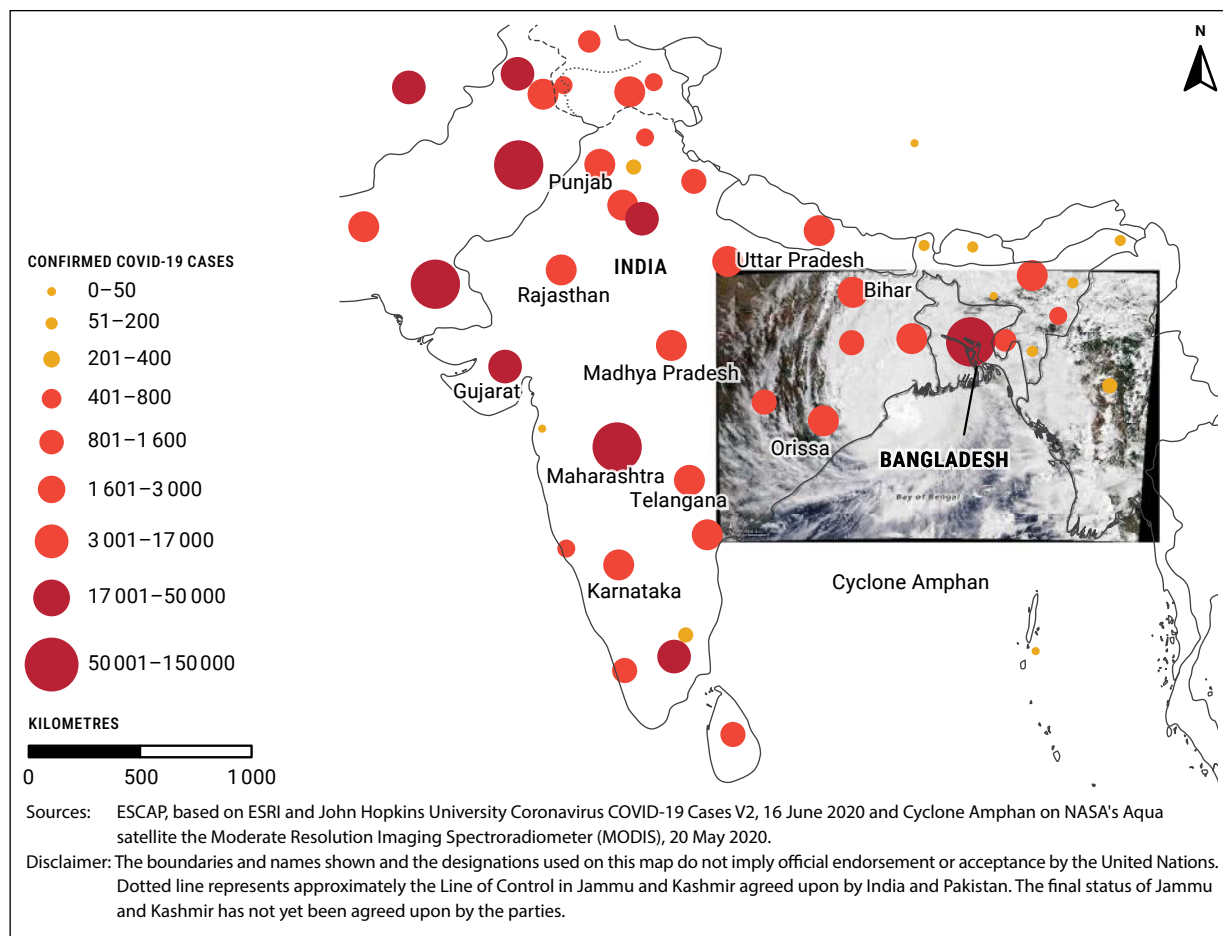 N
Punjab
INDIA
Uttar Pradesh
Rajasthan
Bihar
Madhya Pradesh
Gujarat
Orissa
BANGLADESH
Maharashtra
Telangana
Bay of Bengal
Karnataka
Cyclone Amphan
CONFIRMED COVID-19 CASES
0–50
51–200
201–400
401–800
801–1 600
1 601–3 000
3 001–17 000
17 001–50 000
50 001–150 000
KILOMETRES
0 500 1 000
Sources: ESCAP, based on ESRI and John Hopkins University Coronavirus COVID-19 Cases V2, 16 June 2020 and Cyclone Amphan on NASA's Aqua
satellite the Moderate Resolution Imaging Spectroradiometer (MODIS), 20 May 2020.
Disclaimer: The boundaries and names shown and the designations used on this map do not imply official endorsement or acceptance by the United Nations.
Dotted line represents approximately the Line of Control in Jammu and Kashmir agreed upon by India and Pakistan. The final status of Jammu
and Kashmir has not yet been agreed upon by the parties.